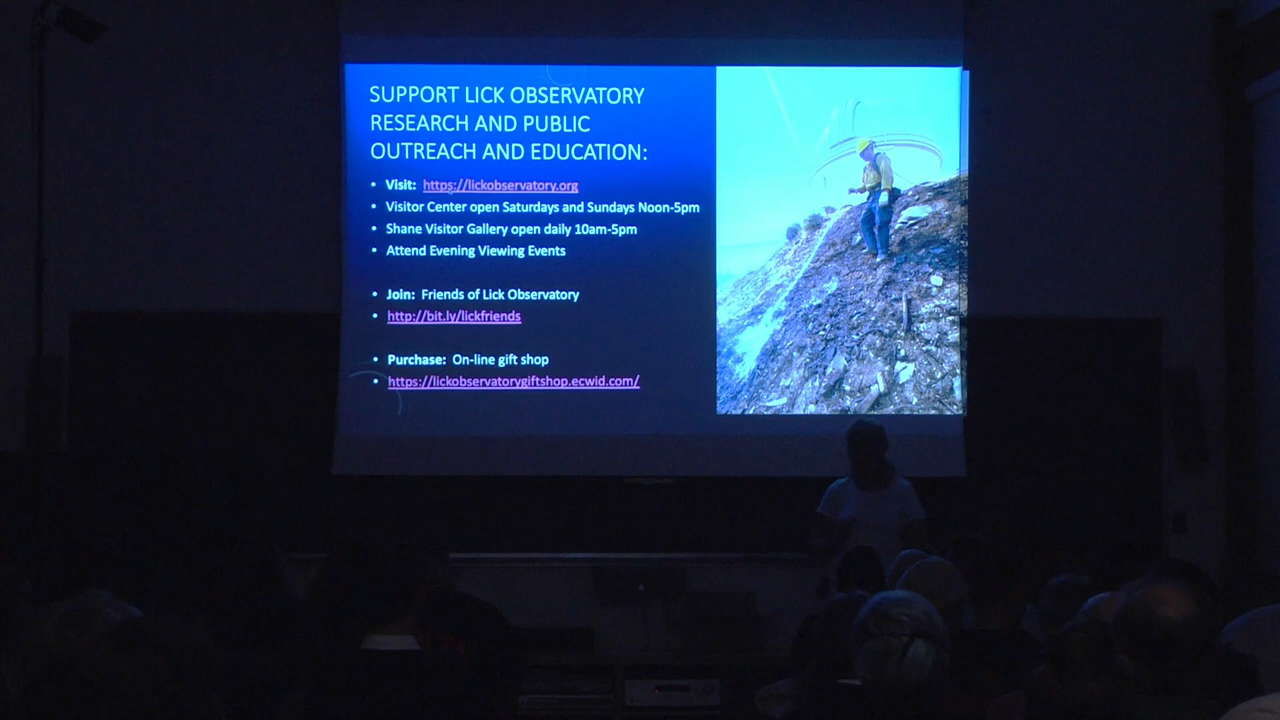 SUPPORT LICK OBSERVATORY
RESEARCH AND PUBLIC
OUTREACH AND EDUCATION:
• Visit: https://lickobservatory.org
• Visitor Center open Saturdays and Sundays Noon-5pm
• Shane Visitor Gallery open daily 10am-5pm
• Attend Evening Viewing Events
• Join: Friends of Lick Observatory
• http://bit.ly/lickfriends
• Purchase: On-line gift shop
• https://lickobservatorygiftshop.ecwid.com/